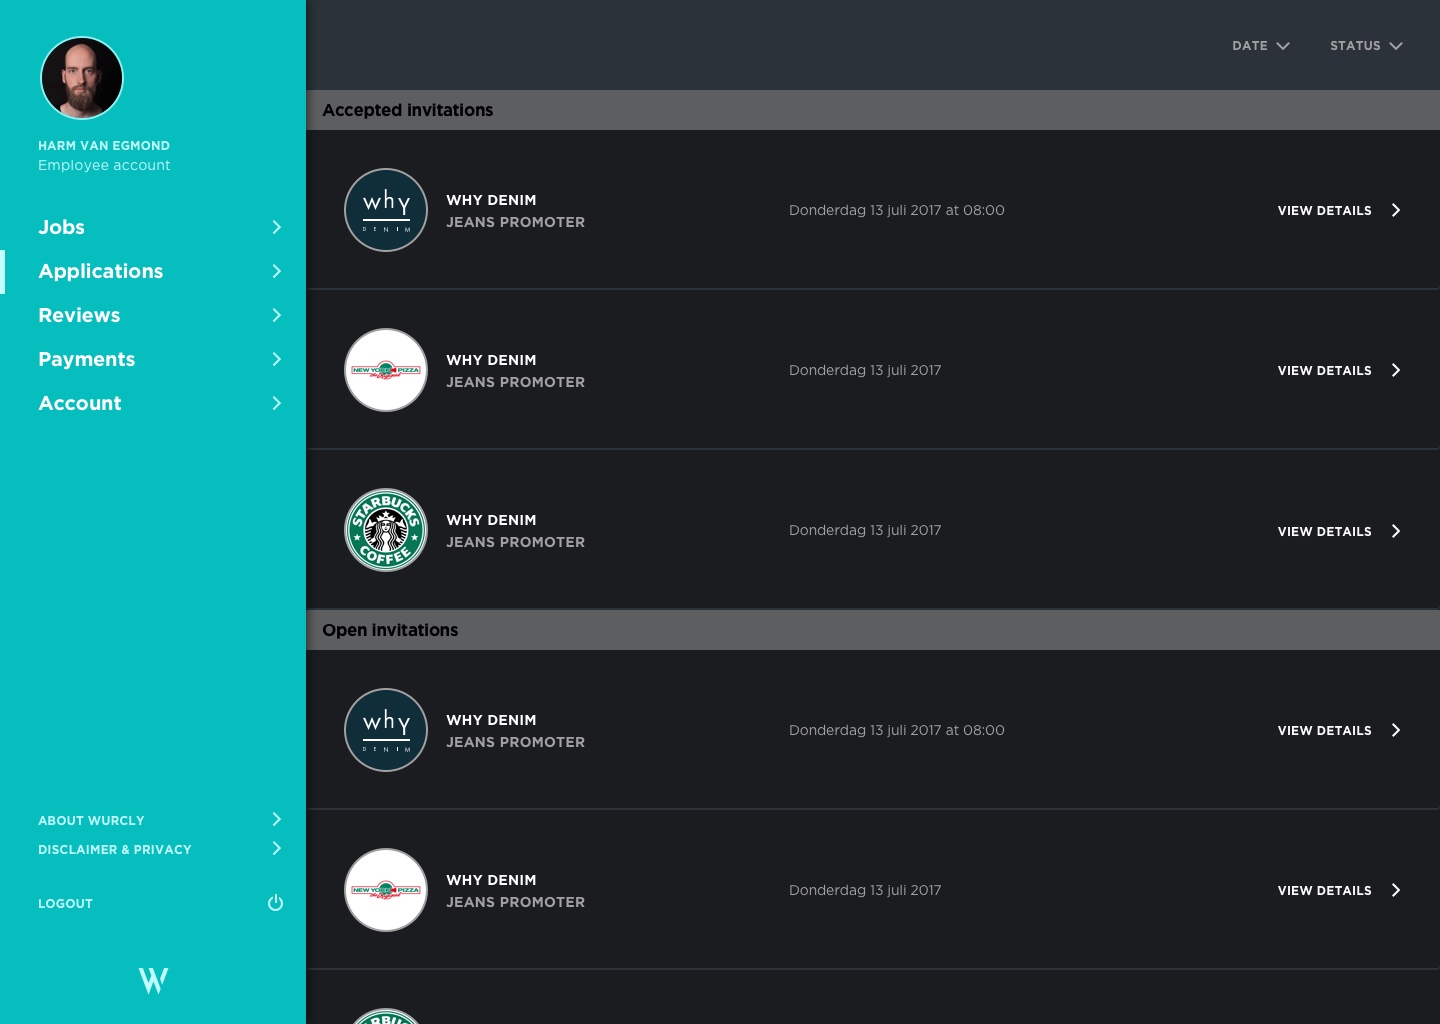 HARM VAN EGMOND
Employee account
Jobs
Applications
Reviews
Payments
Account
ABOUT WURCLY
DISCLAIMER & PRIVACY
LOGOUT
W
DATE
STATUS
Accepted invitations
why
DENIM
WHY DENIM
JEANS PROMOTER
Donderdag 13 juli 2017 at 08:00
VIEW DETAILS
NEW YORK PIZZA
the Original
WHY DENIM
JEANS PROMOTER
Donderdag 13 juli 2017
VIEW DETAILS
STARBUCKS
COFFEE
WHY DENIM
JEANS PROMOTER
Donderdag 13 juli 2017
VIEW DETAILS
Open invitations
why
DENIM
WHY DENIM
JEANS PROMOTER
Donderdag 13 juli 2017 at 08:00
VIEW DETAILS
NEW YORK PIZZA
the Original
WHY DENIM
JEANS PROMOTER
Donderdag 13 juli 2017
VIEW DETAILS